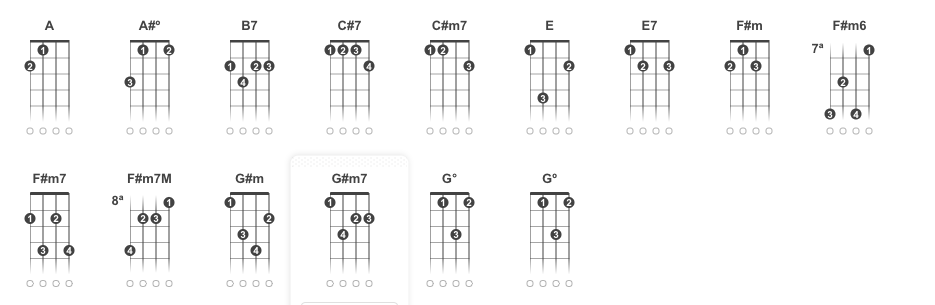 A A#º B7 C#7 C#m7 E E7 F#m F#m6
1 1 2 1 2 3 1 2 1 1 1 7ª 1
2 1 2 3 4 3 2 2 3 2 3
3 4 2
3
3 4
F#m7 F#m7M G#m G#m7 G° Gº
8ª 1 1 1 1 2 1 2
1 2 2 3 2 2 3
3 4 3 3
3 4 4 4